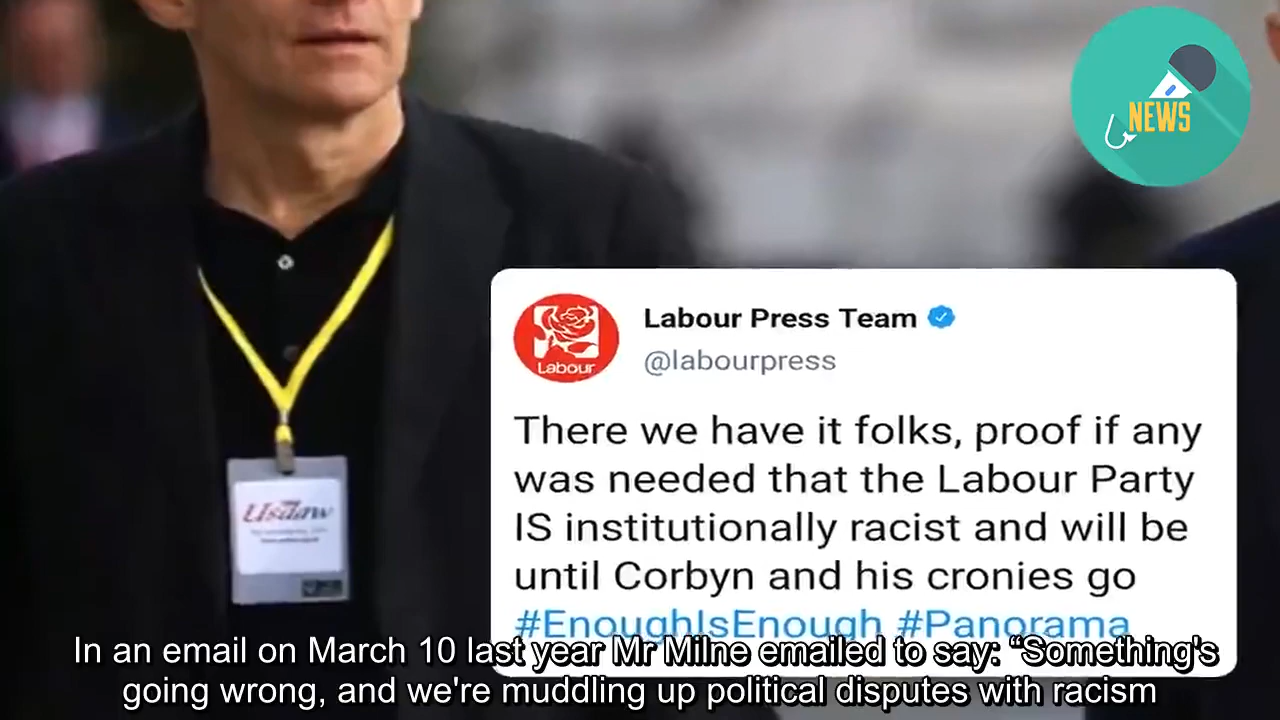 NEWS
Labour Press Team
@labourpress
Labour
There we have it folks, proof if any
was needed that the Labour Party
IS institutionally racist and will be
until Corbyn and his cronies go
#EnoughIsEnough #Panorama
Usdaw
In an email on March 10 last year Mr Milne emailed to say: “Something's
going wrong, and we're muddling up political disputes with racism